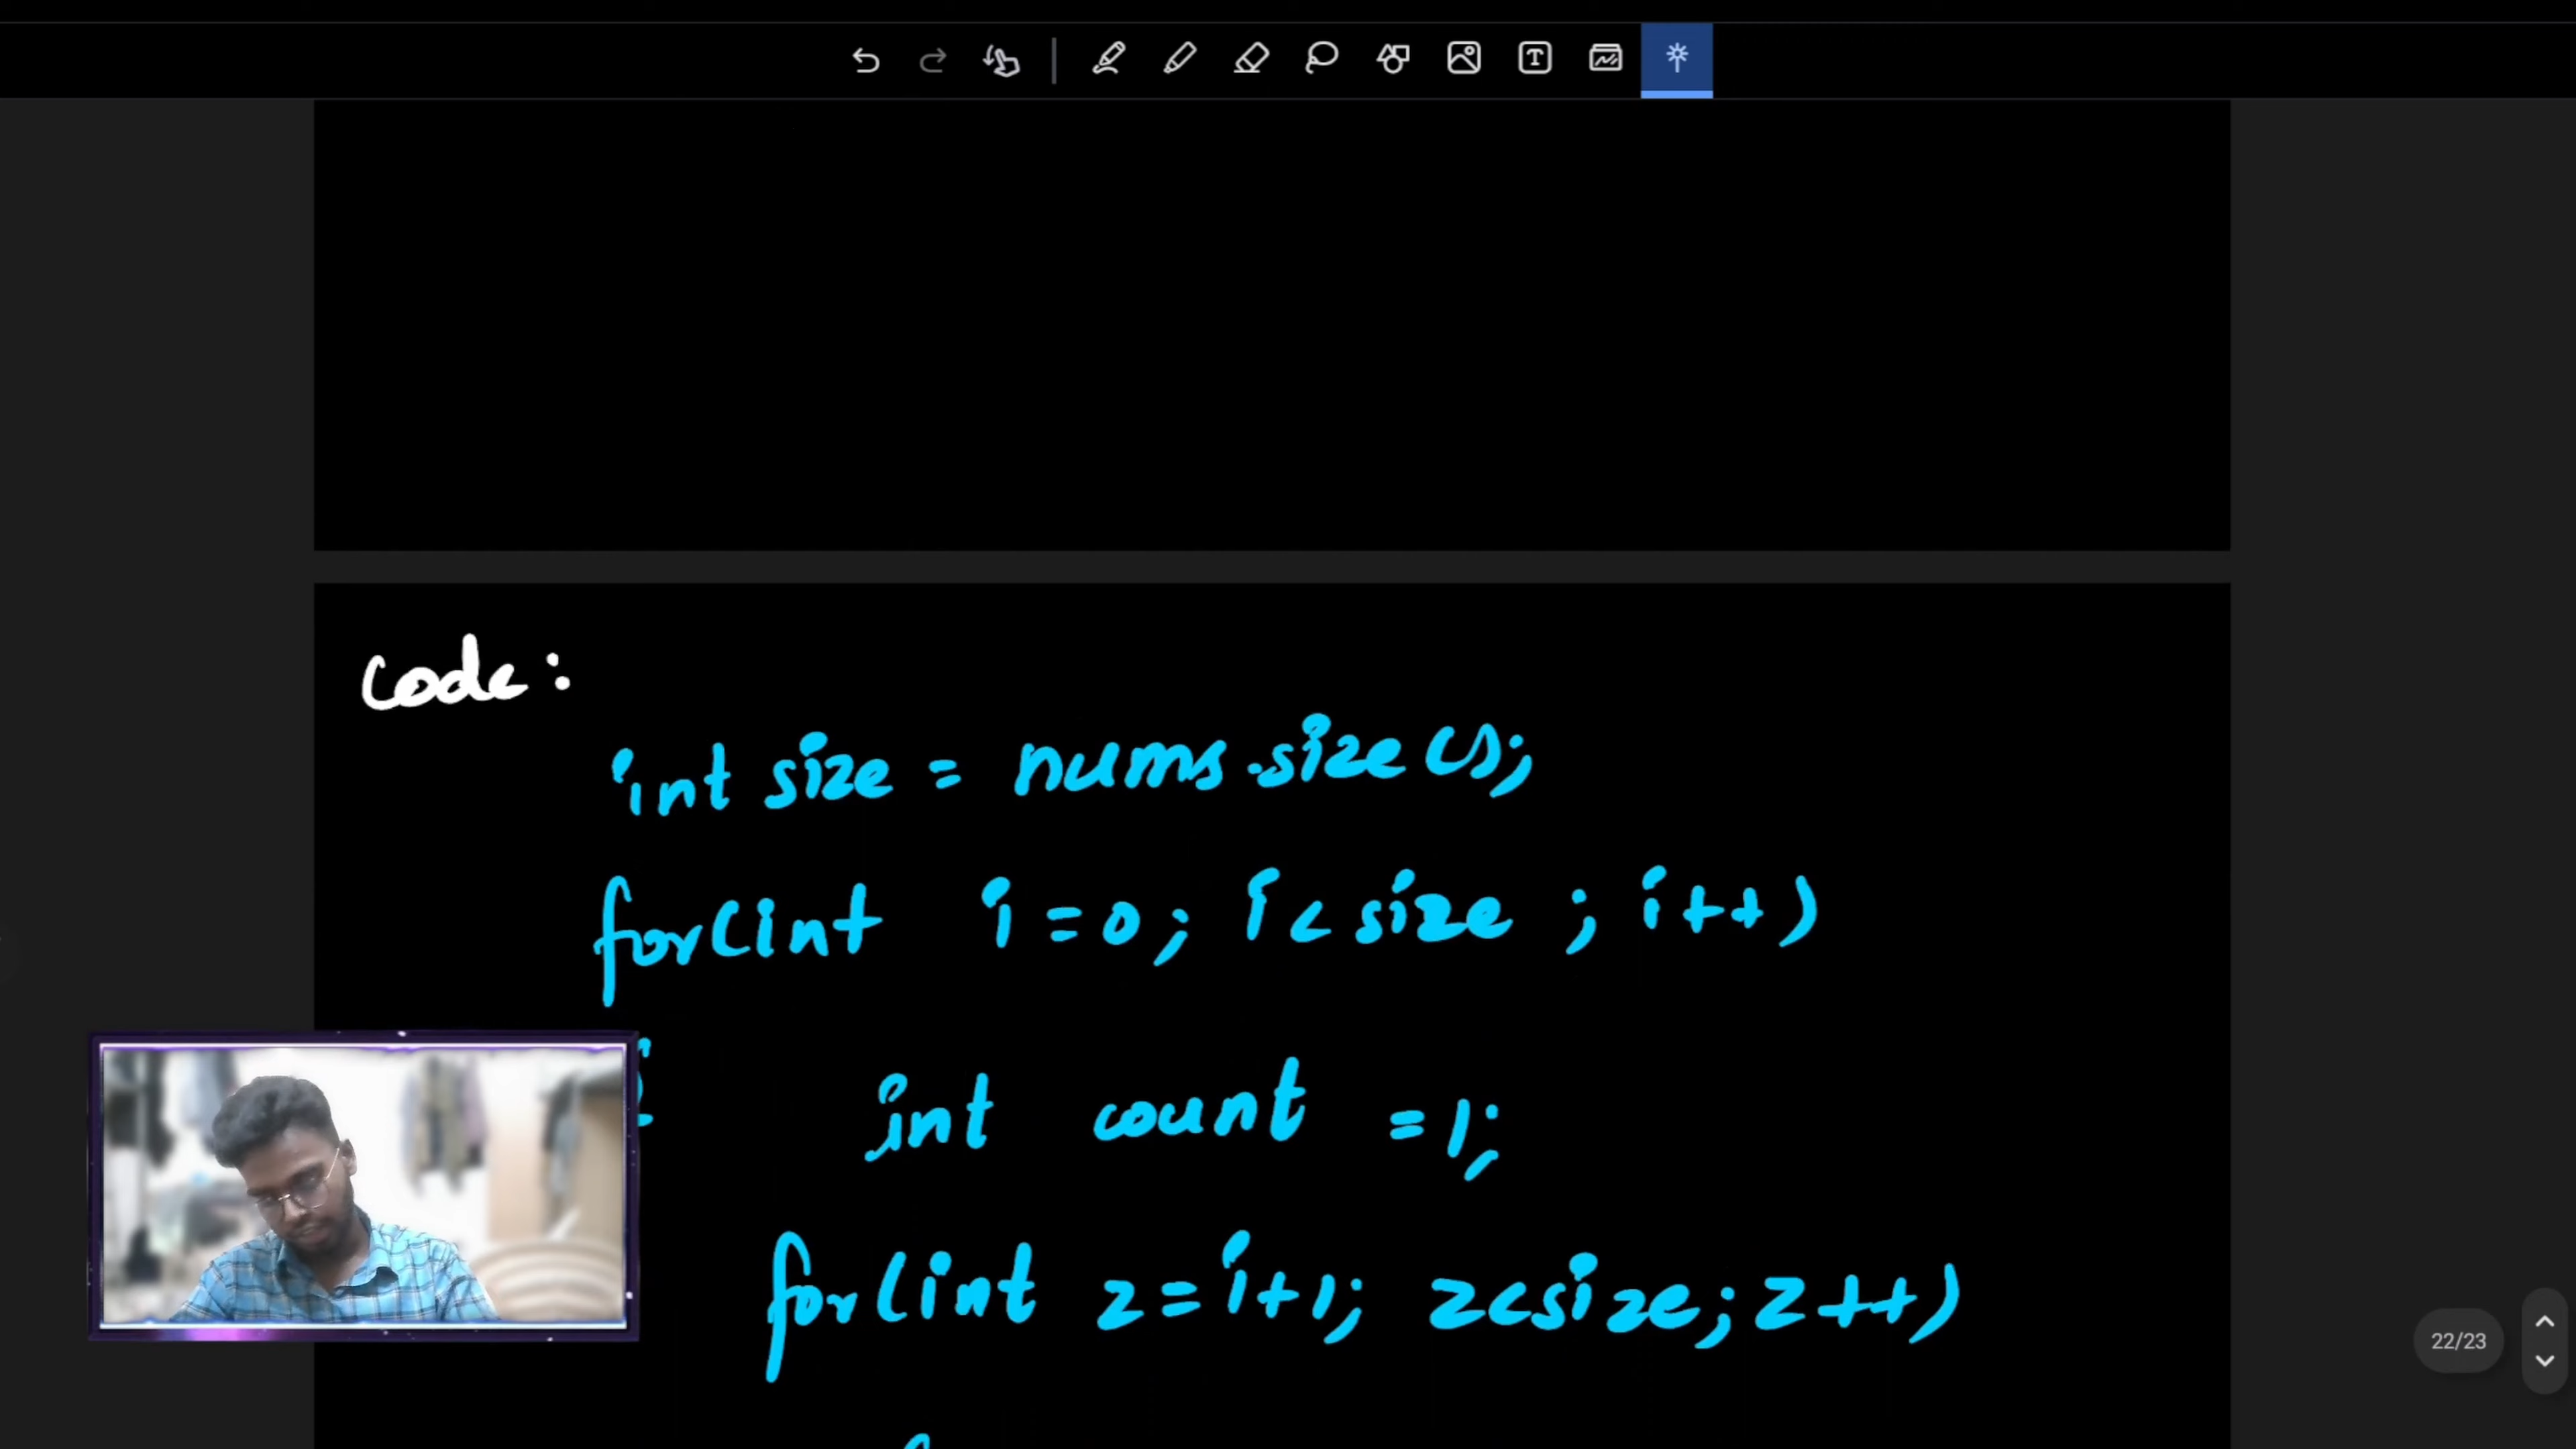 Code:
int size = nums.size();
for(int i=0; i<size; i++)
{
int count =1;
for(int z=i+1; z<size; z++)
22/23